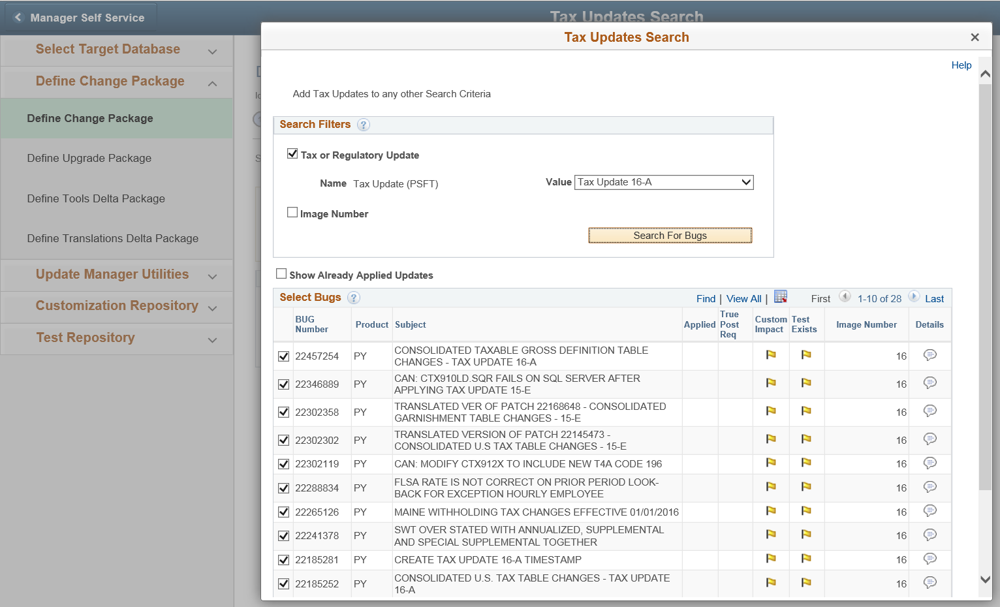 Manager Self Service
Tax Updates Search
Select Target Database
Define Change Package
Define Change Package
Define Upgrade Package
Define Tools Delta Package
Define Translations Delta Package
Update Manager Utilities
Customization Repository
Test Repository
Tax Updates Search
Help
Add Tax Updates to any other Search Criteria
Search Filters
Tax or Regulatory Update
Name Tax Update (PSFT) Value Tax Update 16-A
Image Number
Search For Bugs
Show Already Applied Updates
Select Bugs Find | View All | First 1-10 of 28 Last
BUG Number Product Subject Applied True Post Req Custom Impact Test Exists Image Number Details
22457254 PY CONSOLIDATED TAXABLE GROSS DEFINITION TABLE 16
CHANGES - TAX UPDATE 16-A
22346889 PY CAN: CTX910LD.SQR FAILS ON SQL SERVER AFTER 16
APPLYING TAX UPDATE 15-E
22302358 PY TRANSLATED VER OF PATCH 22168648 - CONSOLIDATED 16
GARNISHMENT TABLE CHANGES - 15-E
22302302 PY TRANSLATED VERSION OF PATCH 22145473 - 16
CONSOLIDATED U.S TAX TABLE CHANGES - 15-E
22302119 PY CAN: MODIFY CTX912X TO INCLUDE NEW T4A CODE 196 16
22288834 PY FLSA RATE IS NOT CORRECT ON PRIOR PERIOD LOOK- 16
BACK FOR EXCEPTION HOURLY EMPLOYEE
22265126 PY MAINE WITHHOLDING TAX CHANGES EFFECTIVE 01/01/2016 16
22241378 PY SWT OVER STATED WITH ANNUALIZED, SUPPLEMENTAL 16
AND SPECIAL SUPPLEMENTAL TOGETHER
22185281 PY CREATE TAX UPDATE 16-A TIMESTAMP 16
22185252 PY CONSOLIDATED U.S. TAX TABLE CHANGES - TAX UPDATE 16
16-A